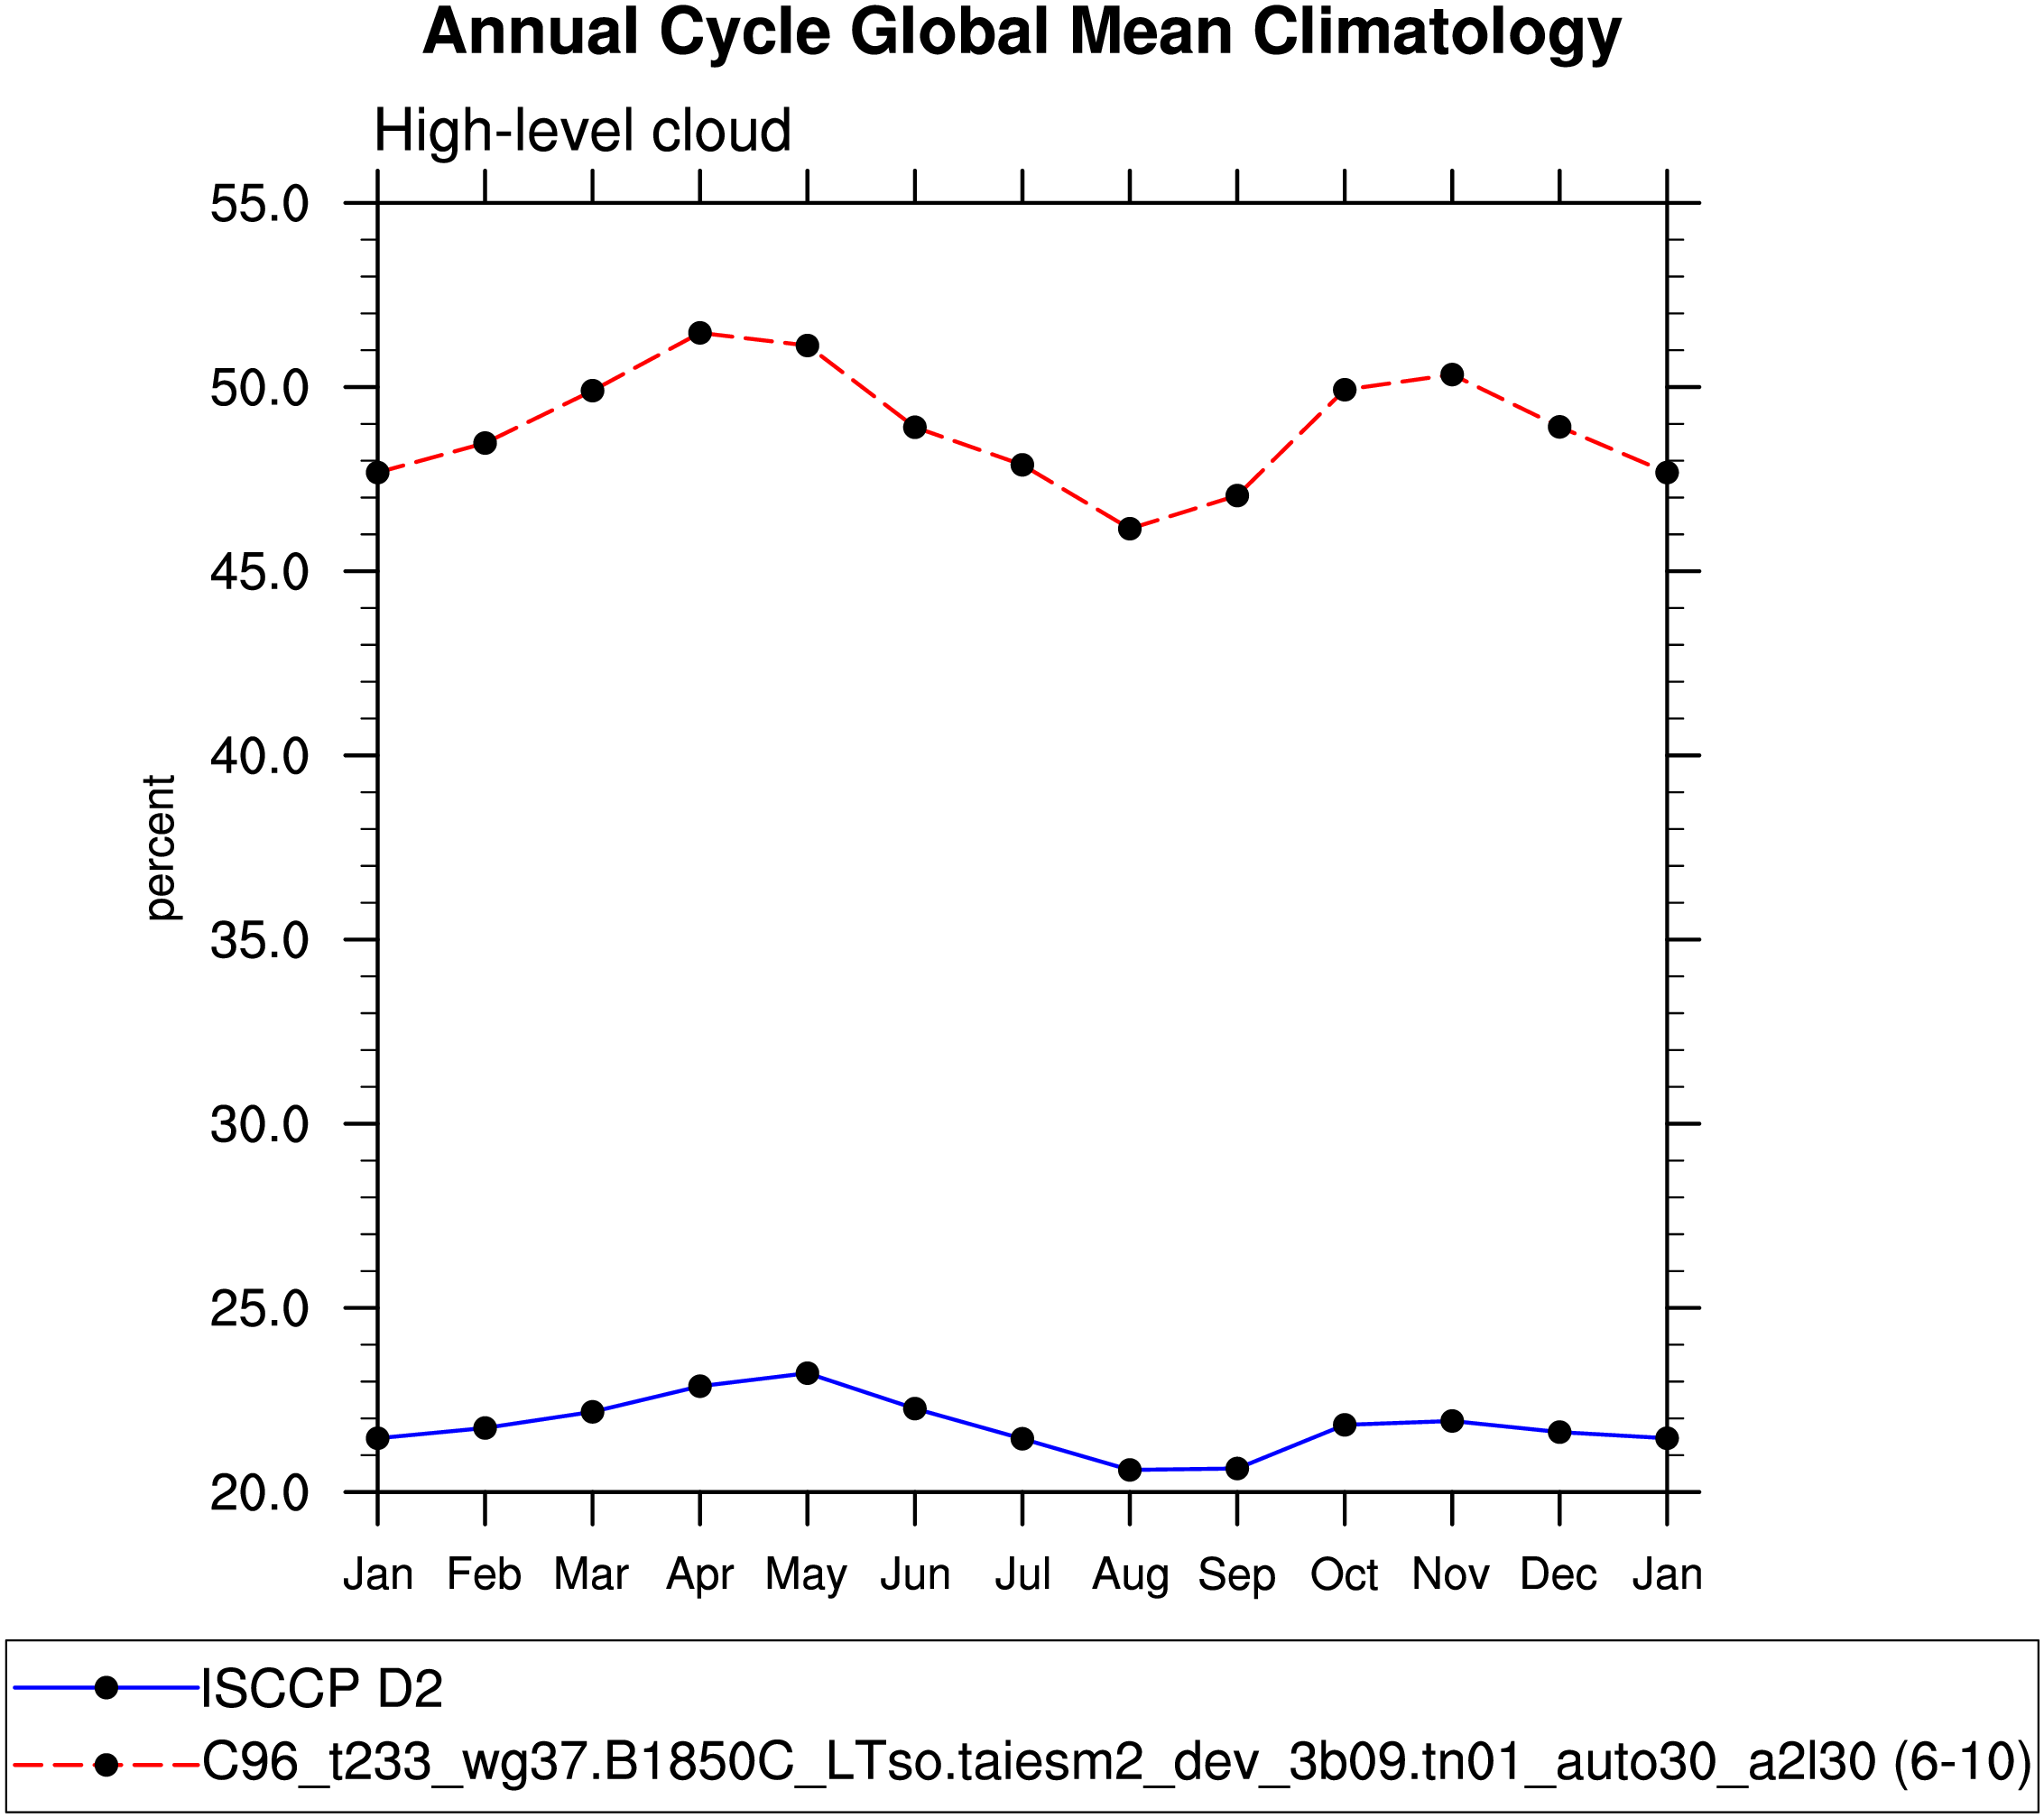 Annual Cycle Global Mean Climatology
High-level cloud
55.0
50.0
45.0
40.0
35.0
30.0
25.0
20.0
percent
Jan Feb Mar Apr May Jun Jul Aug Sep Oct Nov Dec Jan
ISCCP D2
C96_t233_wg37.B1850C_LTso.taiesm2_dev_3b09.tn01_auto30_a2l30 (6-10)